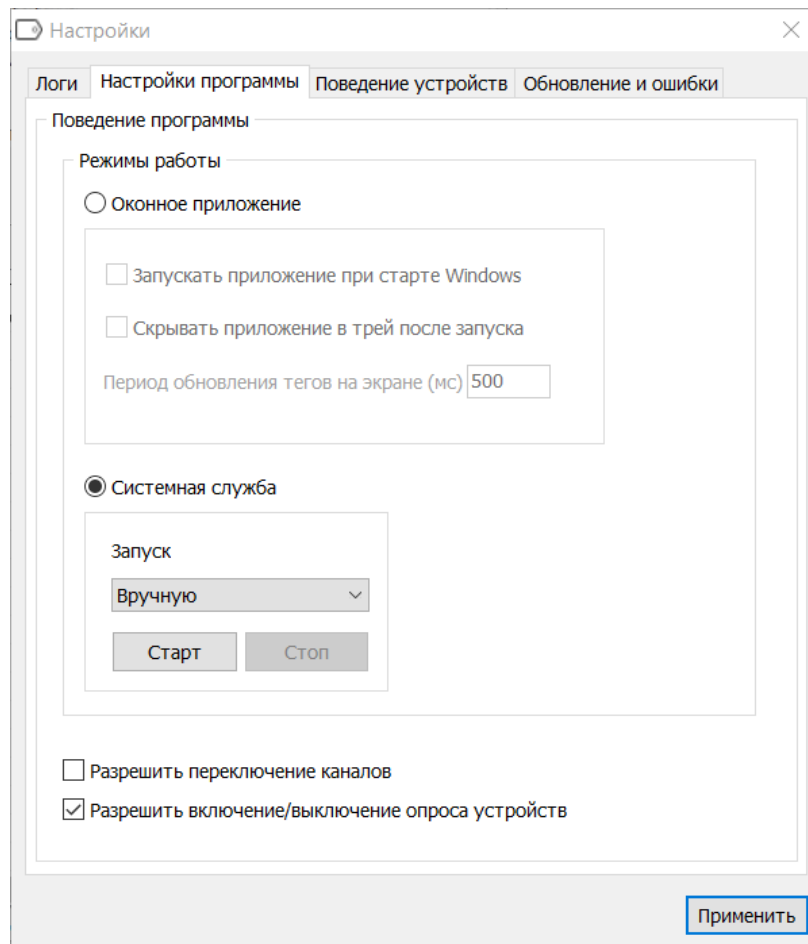 Настройки
Логи Настройки программы Поведение устройств Обновление и ошибки
Поведение программы
Режимы работы
Оконное приложение
Запускать приложение при старте Windows
Скрывать приложение в трей после запуска
Период обновления тегов на экране (мс) 500
Системная служба
Запуск
Вручную
Старт Стоп
Разрешить переключение каналов
Разрешить включение/выключение опроса устройств
Применить